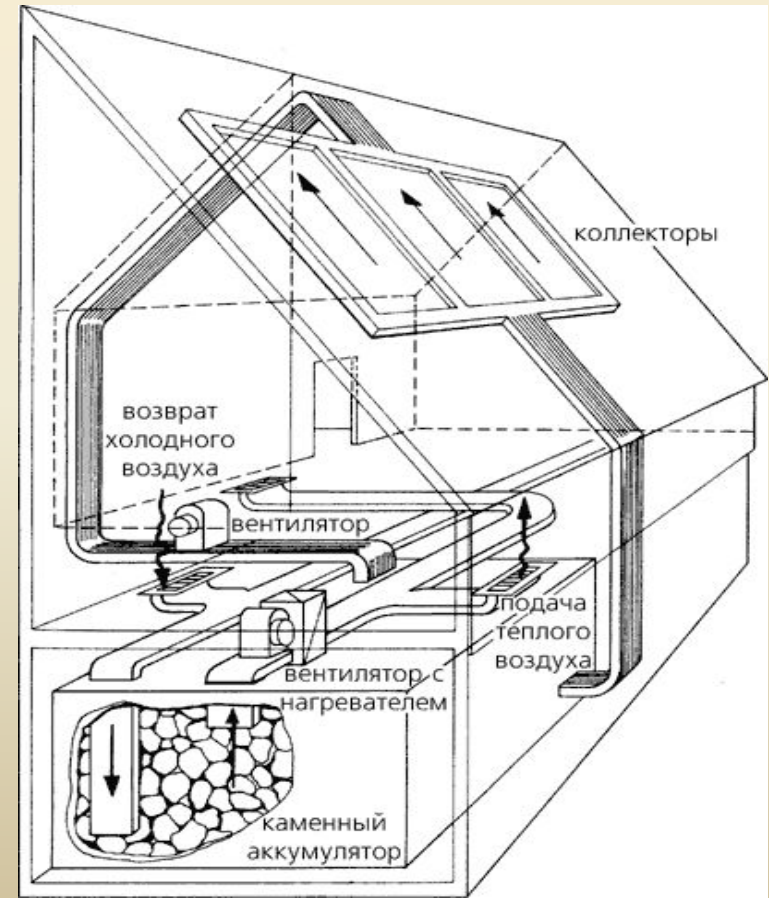 коллекторы
возврат
холодного
воздуха
вентилятор
подача
теплого
воздуха
вентилятор с
нагревателем
каменный
аккумулятор